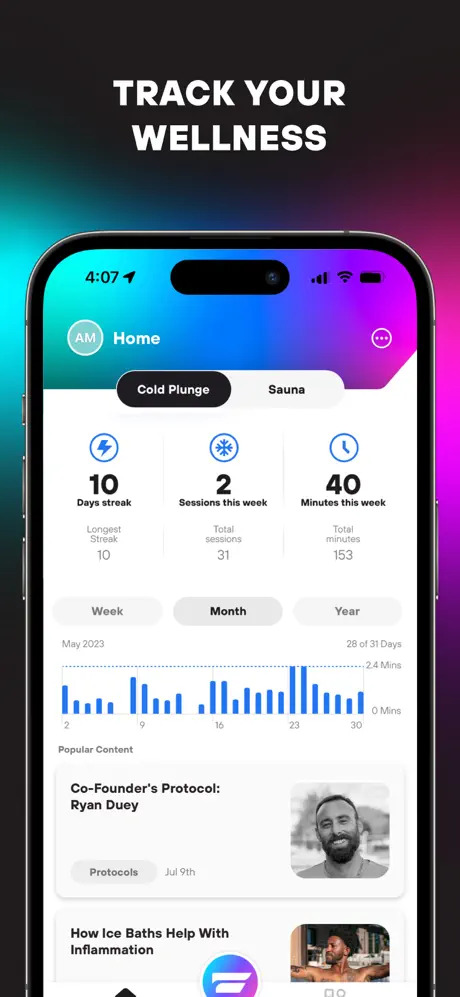 TRACK YOUR
WELLNESS
4:07
AM
Home
Cold Plunge
Sauna
10
Days streak
2
Sessions this week
40
Minutes this week
Longest
Streak
10
Total
sessions
31
Total
minutes
153
Week
Month
Year
May 2023
28 of 31 Days
2.4 Mins
0 Mins
2
9
16
23
30
Popular Content
Co-Founder's Protocol:
Ryan Duey
Protocols
Jul 9th
How Ice Baths Help With
Inflammation